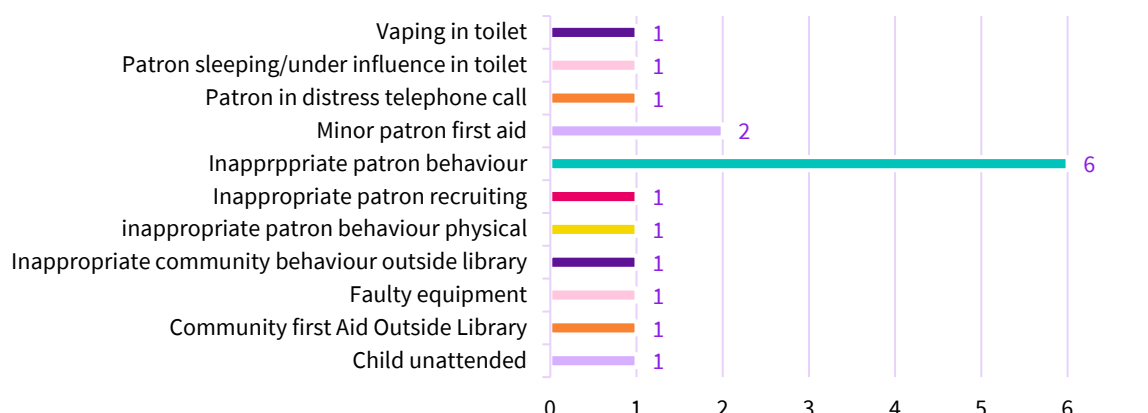 Vaping in toilet 1
Patron sleeping/under influence in toilet 1
Patron in distress telephone call 1
Minor patron first aid 2
Inapprppriate patron behaviour 6
Inappropriate patron recruiting 1
inappropriate patron behaviour physical 1
Inappropriate community behaviour outside library 1
Faulty equipment 1
Community first Aid Outside Library 1
Child unattended 1
0 1 2 3 4 5 6